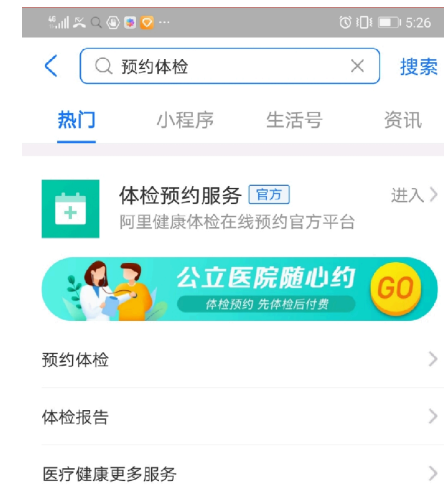 4G 5:26
预约体检 搜索
热门 小程序 生活号 资讯
体检预约服务 官方 进入
阿里健康体检在线预约官方平台
公立医院随心约
体检预约 先体检后付费
GO
预约体检
体检报告
医疗健康更多服务